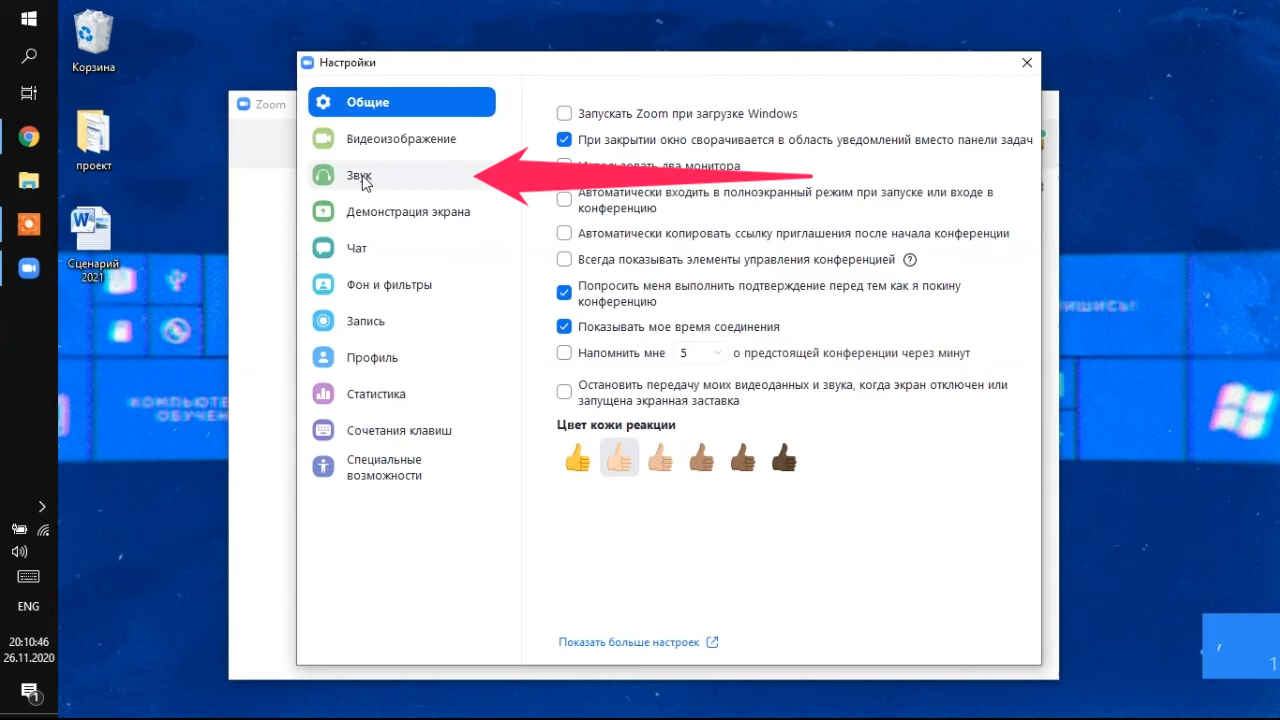 Корзина
проект
Сценарий
2021
ENG
20:10:46
26.11.2020
1
Zoom
Настройки
Общие
Видеоизображение
Звук
Демонстрация экрана
Чат
Фон и фильтры
Запись
Профиль
Статистика
Сочетания клавиш
Специальные
возможности
Запускать Zoom при загрузке Windows
При закрытии окно сворачивается в область уведомлений вместо панели задач
Использовать два монитора
Автоматически входить в полноэкранный режим при запуске или входе в
конференцию
Автоматически копировать ссылку приглашения после начала конференции
Всегда показывать элементы управления конференцией ?
Попросить меня выполнить подтверждение перед тем как я покину
конференцию
Показывать мое время соединения
Напомнить мне 5 о предстоящей конференции через минут
Остановить передачу моих видеоданных и звука, когда экран отключен или
запущена экранная заставка
Цвет кожи реакции
Показать больше настроек
1